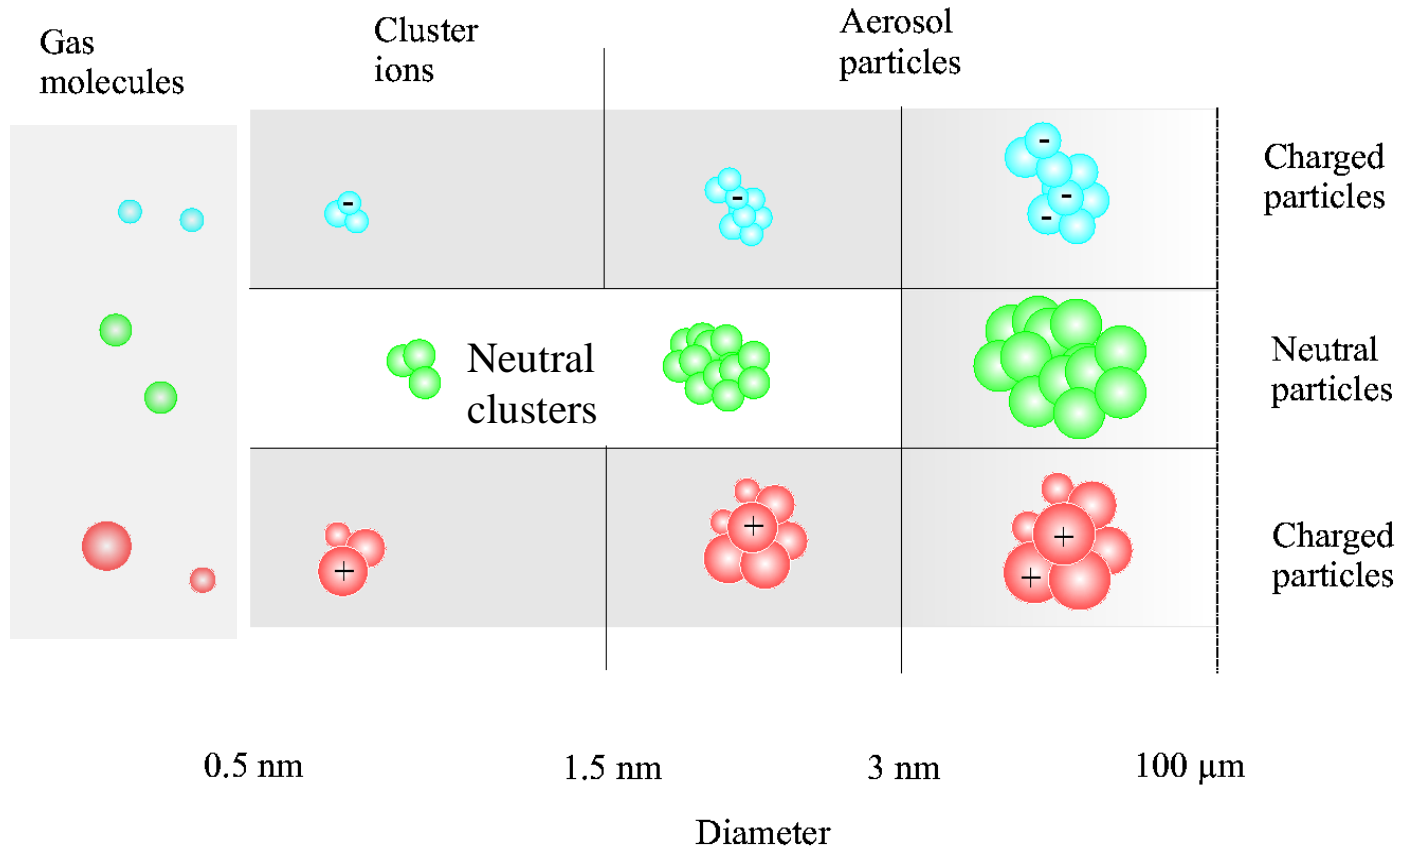 Gas
molecules
Cluster
ions
Aerosol
particles
-
-
-
-
-
Charged
particles
Neutral
clusters
Neutral
particles
+
+
+
+
Charged
particles
0.5 nm
1.5 nm
3 nm
100 µm
Diameter